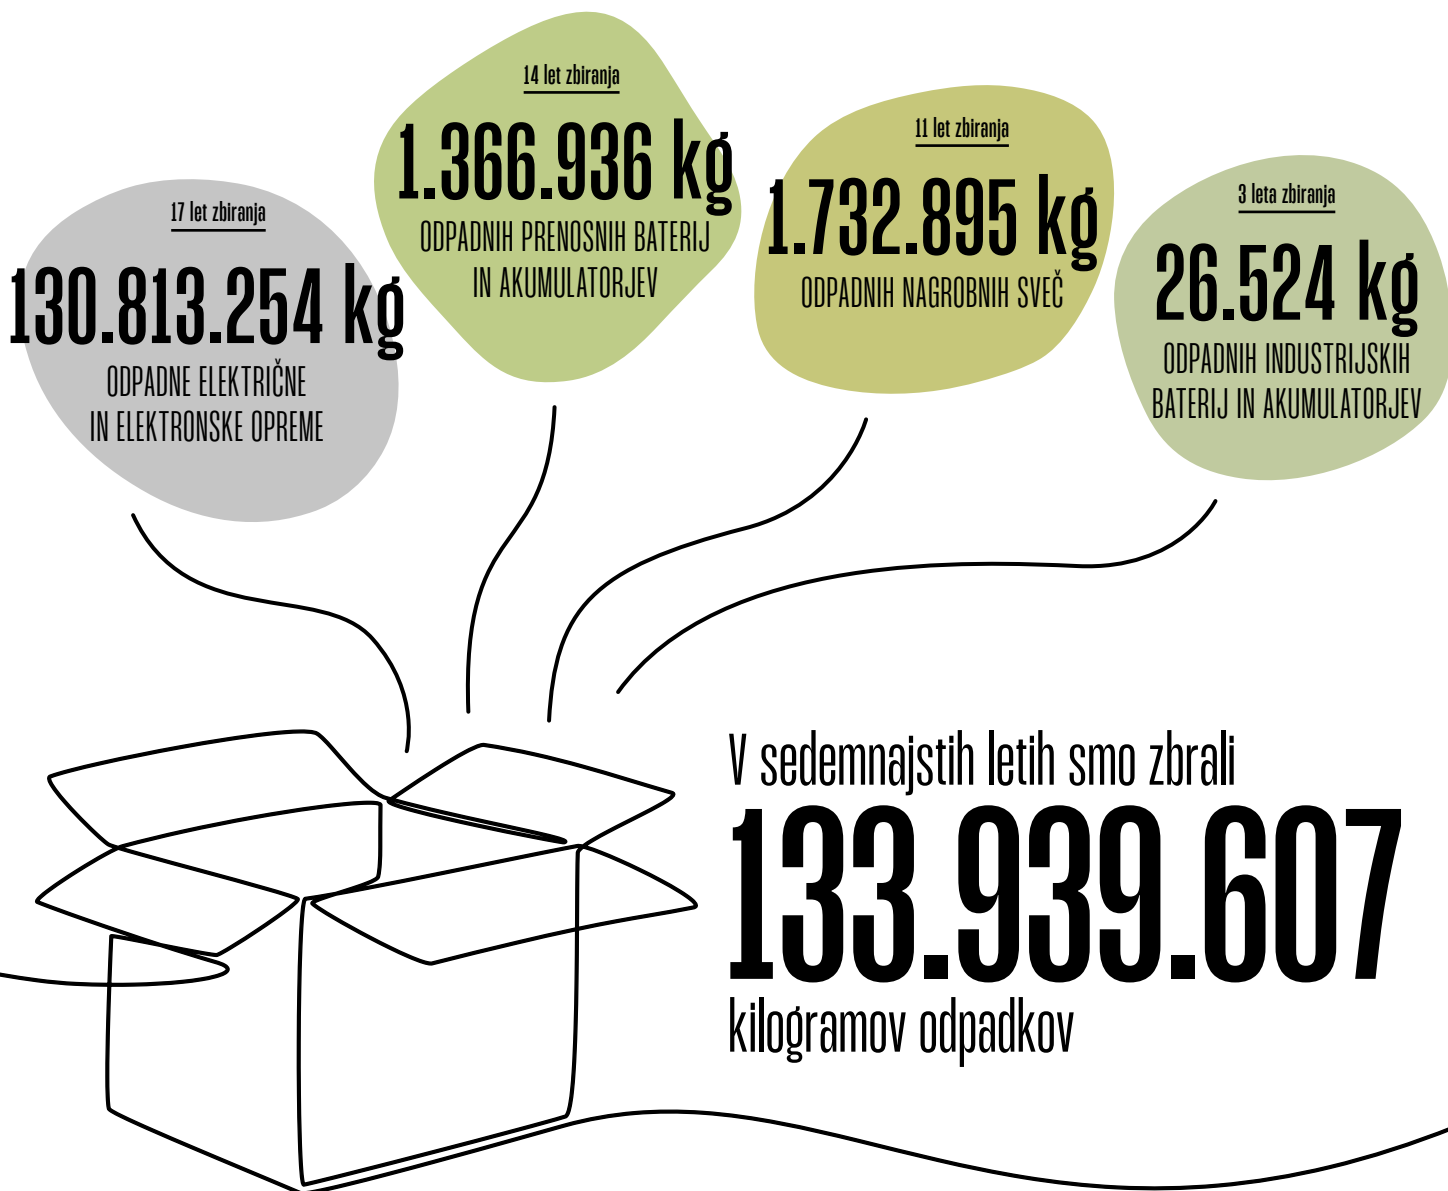 17 let zbiranja
130.813.254 kg
ODPADNE ELEKTRIČNE
IN ELEKTRONSKE OPREME
14 let zbiranja
1.366.936 kg
ODPADNIH PRENOSNIH BATERIJ
IN AKUMULATORJEV
11 let zbiranja
1.732.895 kg
ODPADNIH NAGROBNIH SVEČ
3 leta zbiranja
26.524 kg
ODPADNIH INDUSTRIJSKIH
BATERIJ IN AKUMULATORJEV
V sedemnajstih letih smo zbrali
133.939.607
kilogramov odpadkov